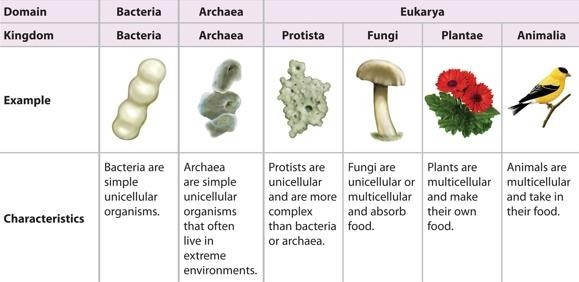 Domain Bacteria Archaea Eukarya
Kingdom Bacteria Archaea Protista Fungi Plantae Animalia
Example
Characteristics
Bacteria are
simple
unicellular
organisms.
Archaea
are simple
unicellular
organisms
that often
live in
extreme
environments.
Protists are
unicellular
and are more
complex
than bacteria
or archaea.
Fungi are
unicellular or
multicellular
and absorb
food.
Plants are
multicellular
and make
their own
food.
Animals are
multicellular
and take in
their food.